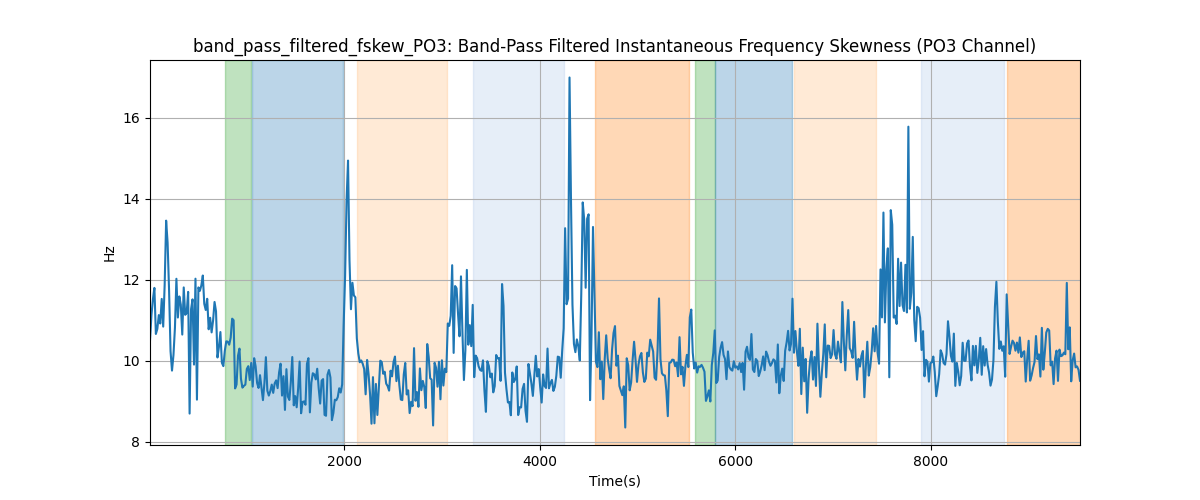 band_pass_filtered_fskew_PO3: Band-Pass Filtered Instantaneous Frequency Skewness (PO3 Channel)
16
14
12
10
8
Hz
2000 4000 6000 8000
Time(s)